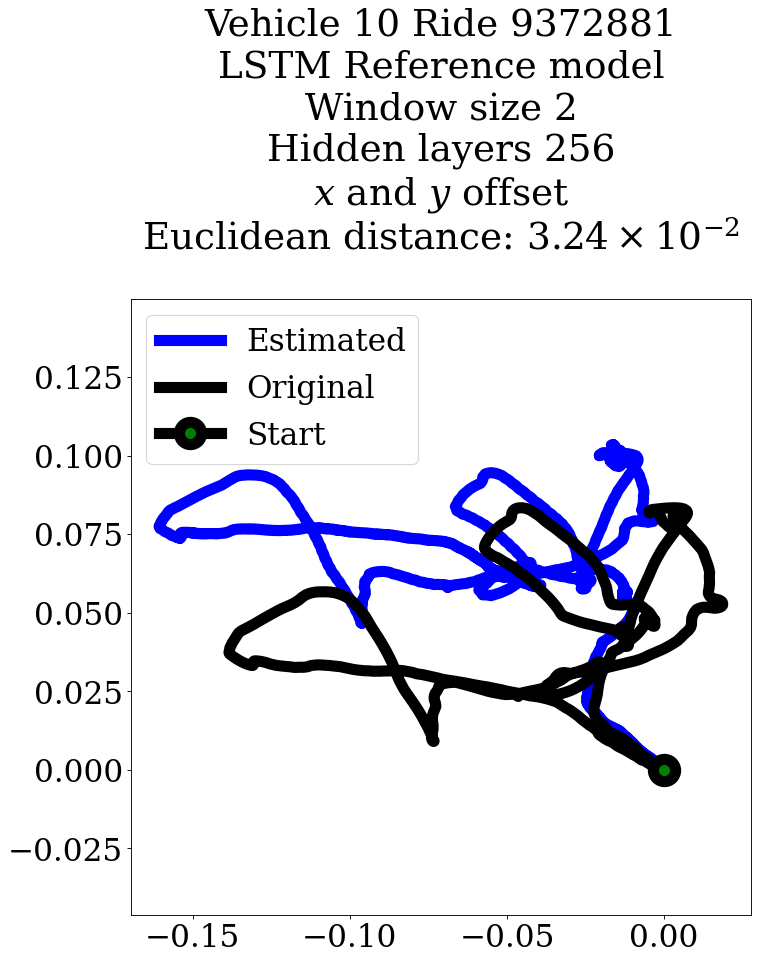 Vehicle 10 Ride 9372881
LSTM Reference model
Window size 2
Hidden layers 256
x and y offset
Euclidean distance: 3.24 × 10⁻²
Estimated
Original
Start
0.125
0.100
0.075
0.050
0.025
0.000
−0.025
−0.15 −0.10 −0.05 0.00